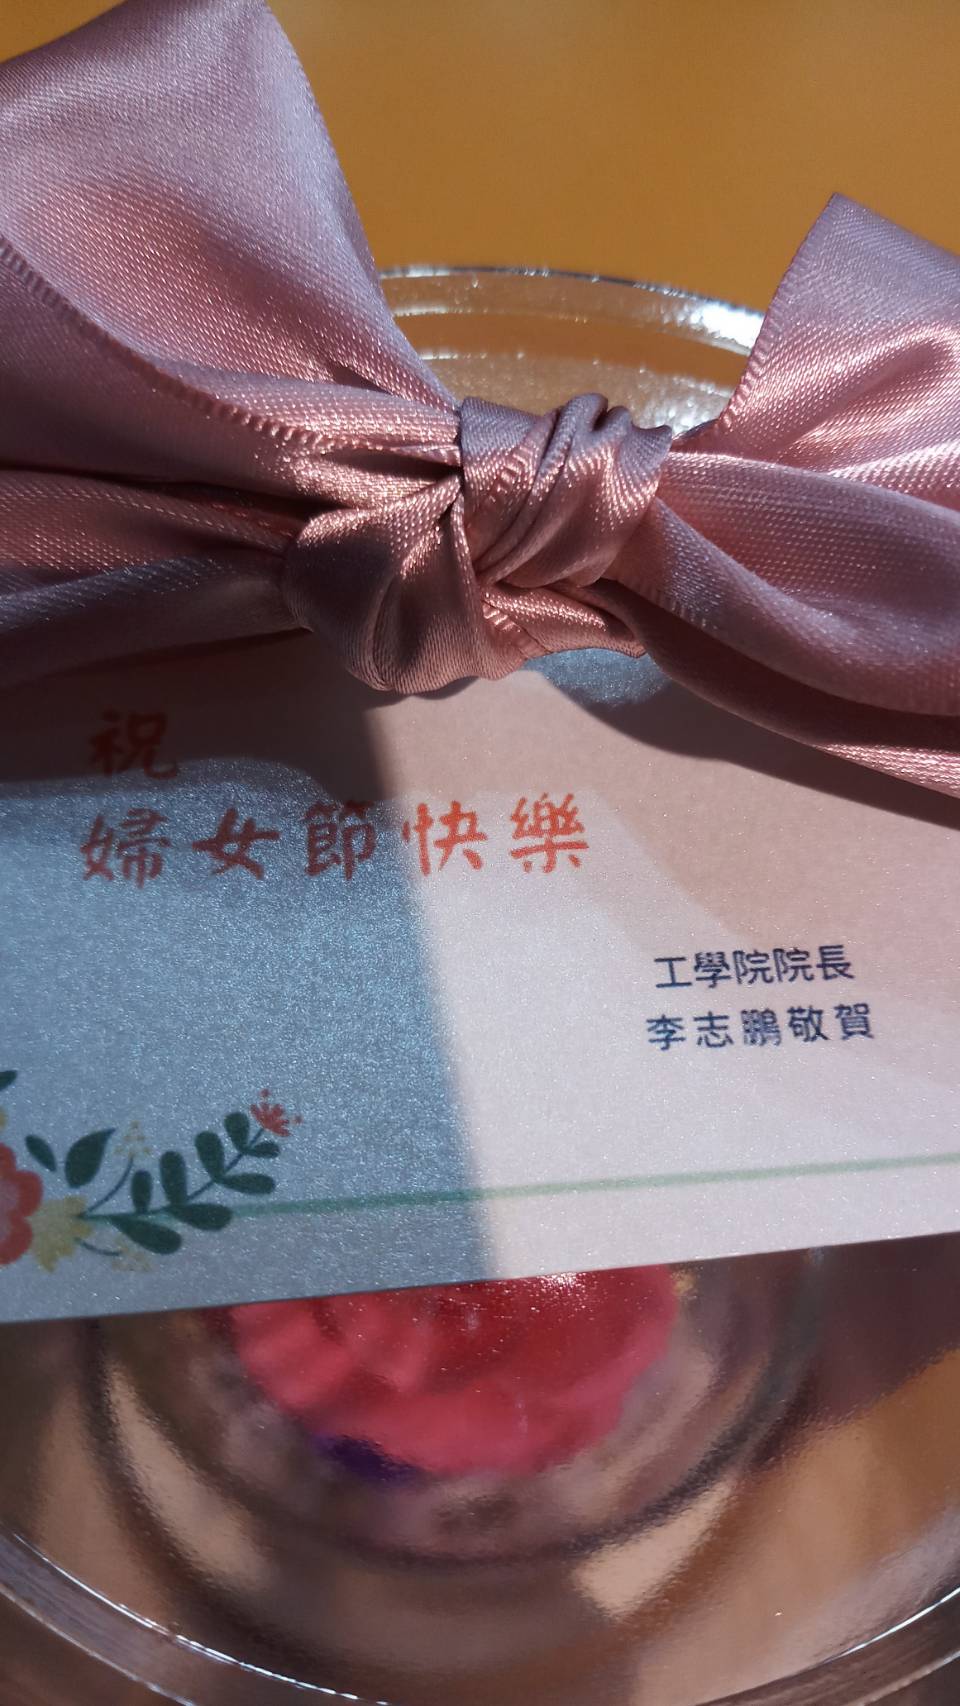 祝
婦女節快樂
工學院院長
李志鵬敬賀